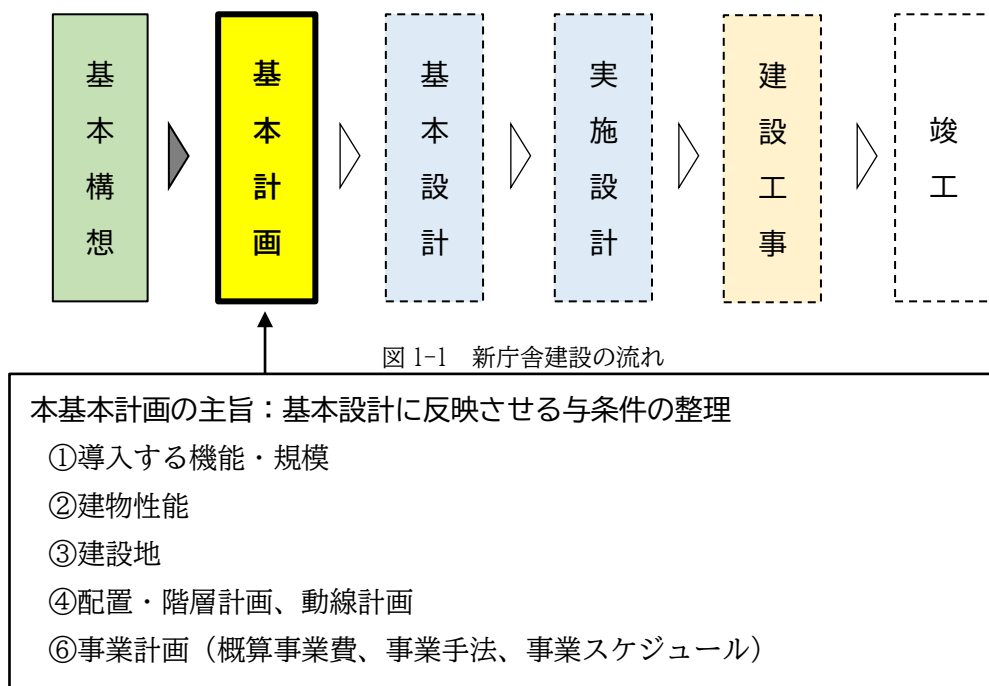 基本構想
基本計画
基本設計
実施設計
建設工事
竣工
図 1-1 新庁舎建設の流れ
本基本計画の主旨：基本設計に反映させる与条件の整理
①導入する機能・規模
②建物性能
③建設地
④配置・階層計画、動線計画
⑥事業計画（概算事業費、事業手法、事業スケジュール）